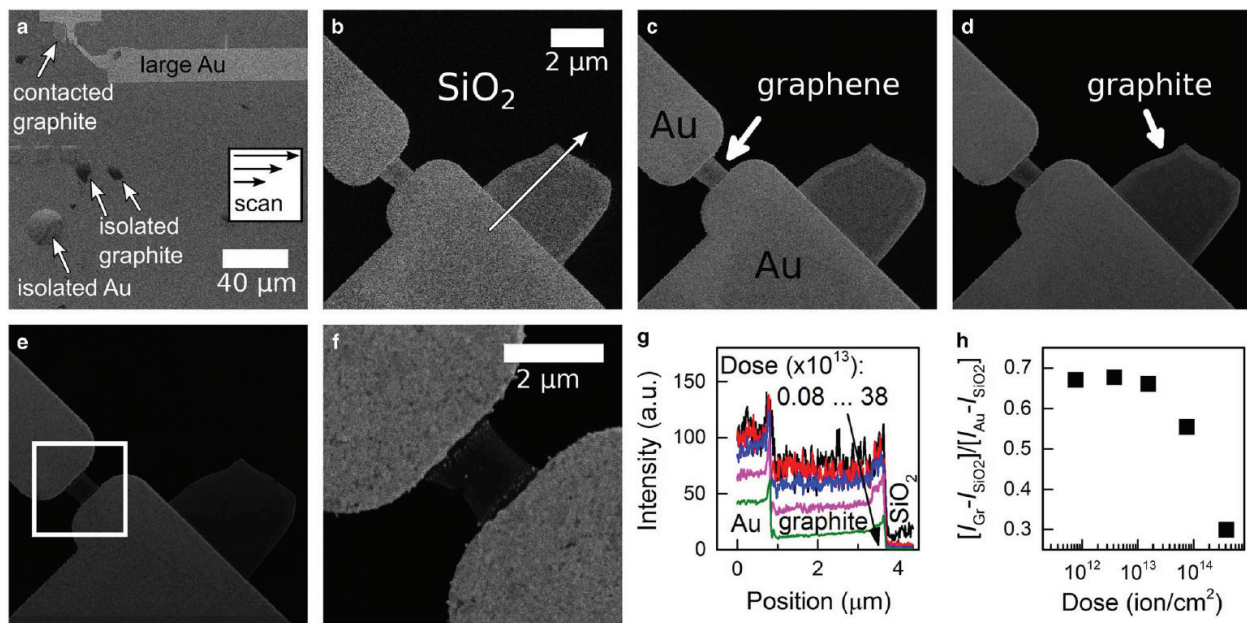 a
large Au
contacted
graphite
scan
isolated
graphite
isolated Au
40 μm
b
2 μm
SiO2
c
graphene
Au
Au
d
graphite
e
f
2 μm
g
Dose (x10^13):
0.08 ... 38
150
100
50
0
Intensity (a.u.)
Au
graphite
SiO2
0
2
4
Position (μm)
h
0.7
0.6
0.5
0.4
0.3
[I_Gr-I_SiO2]/[I_Au-I_SiO2]
10^12
10^13
10^14
Dose (ion/cm^2)